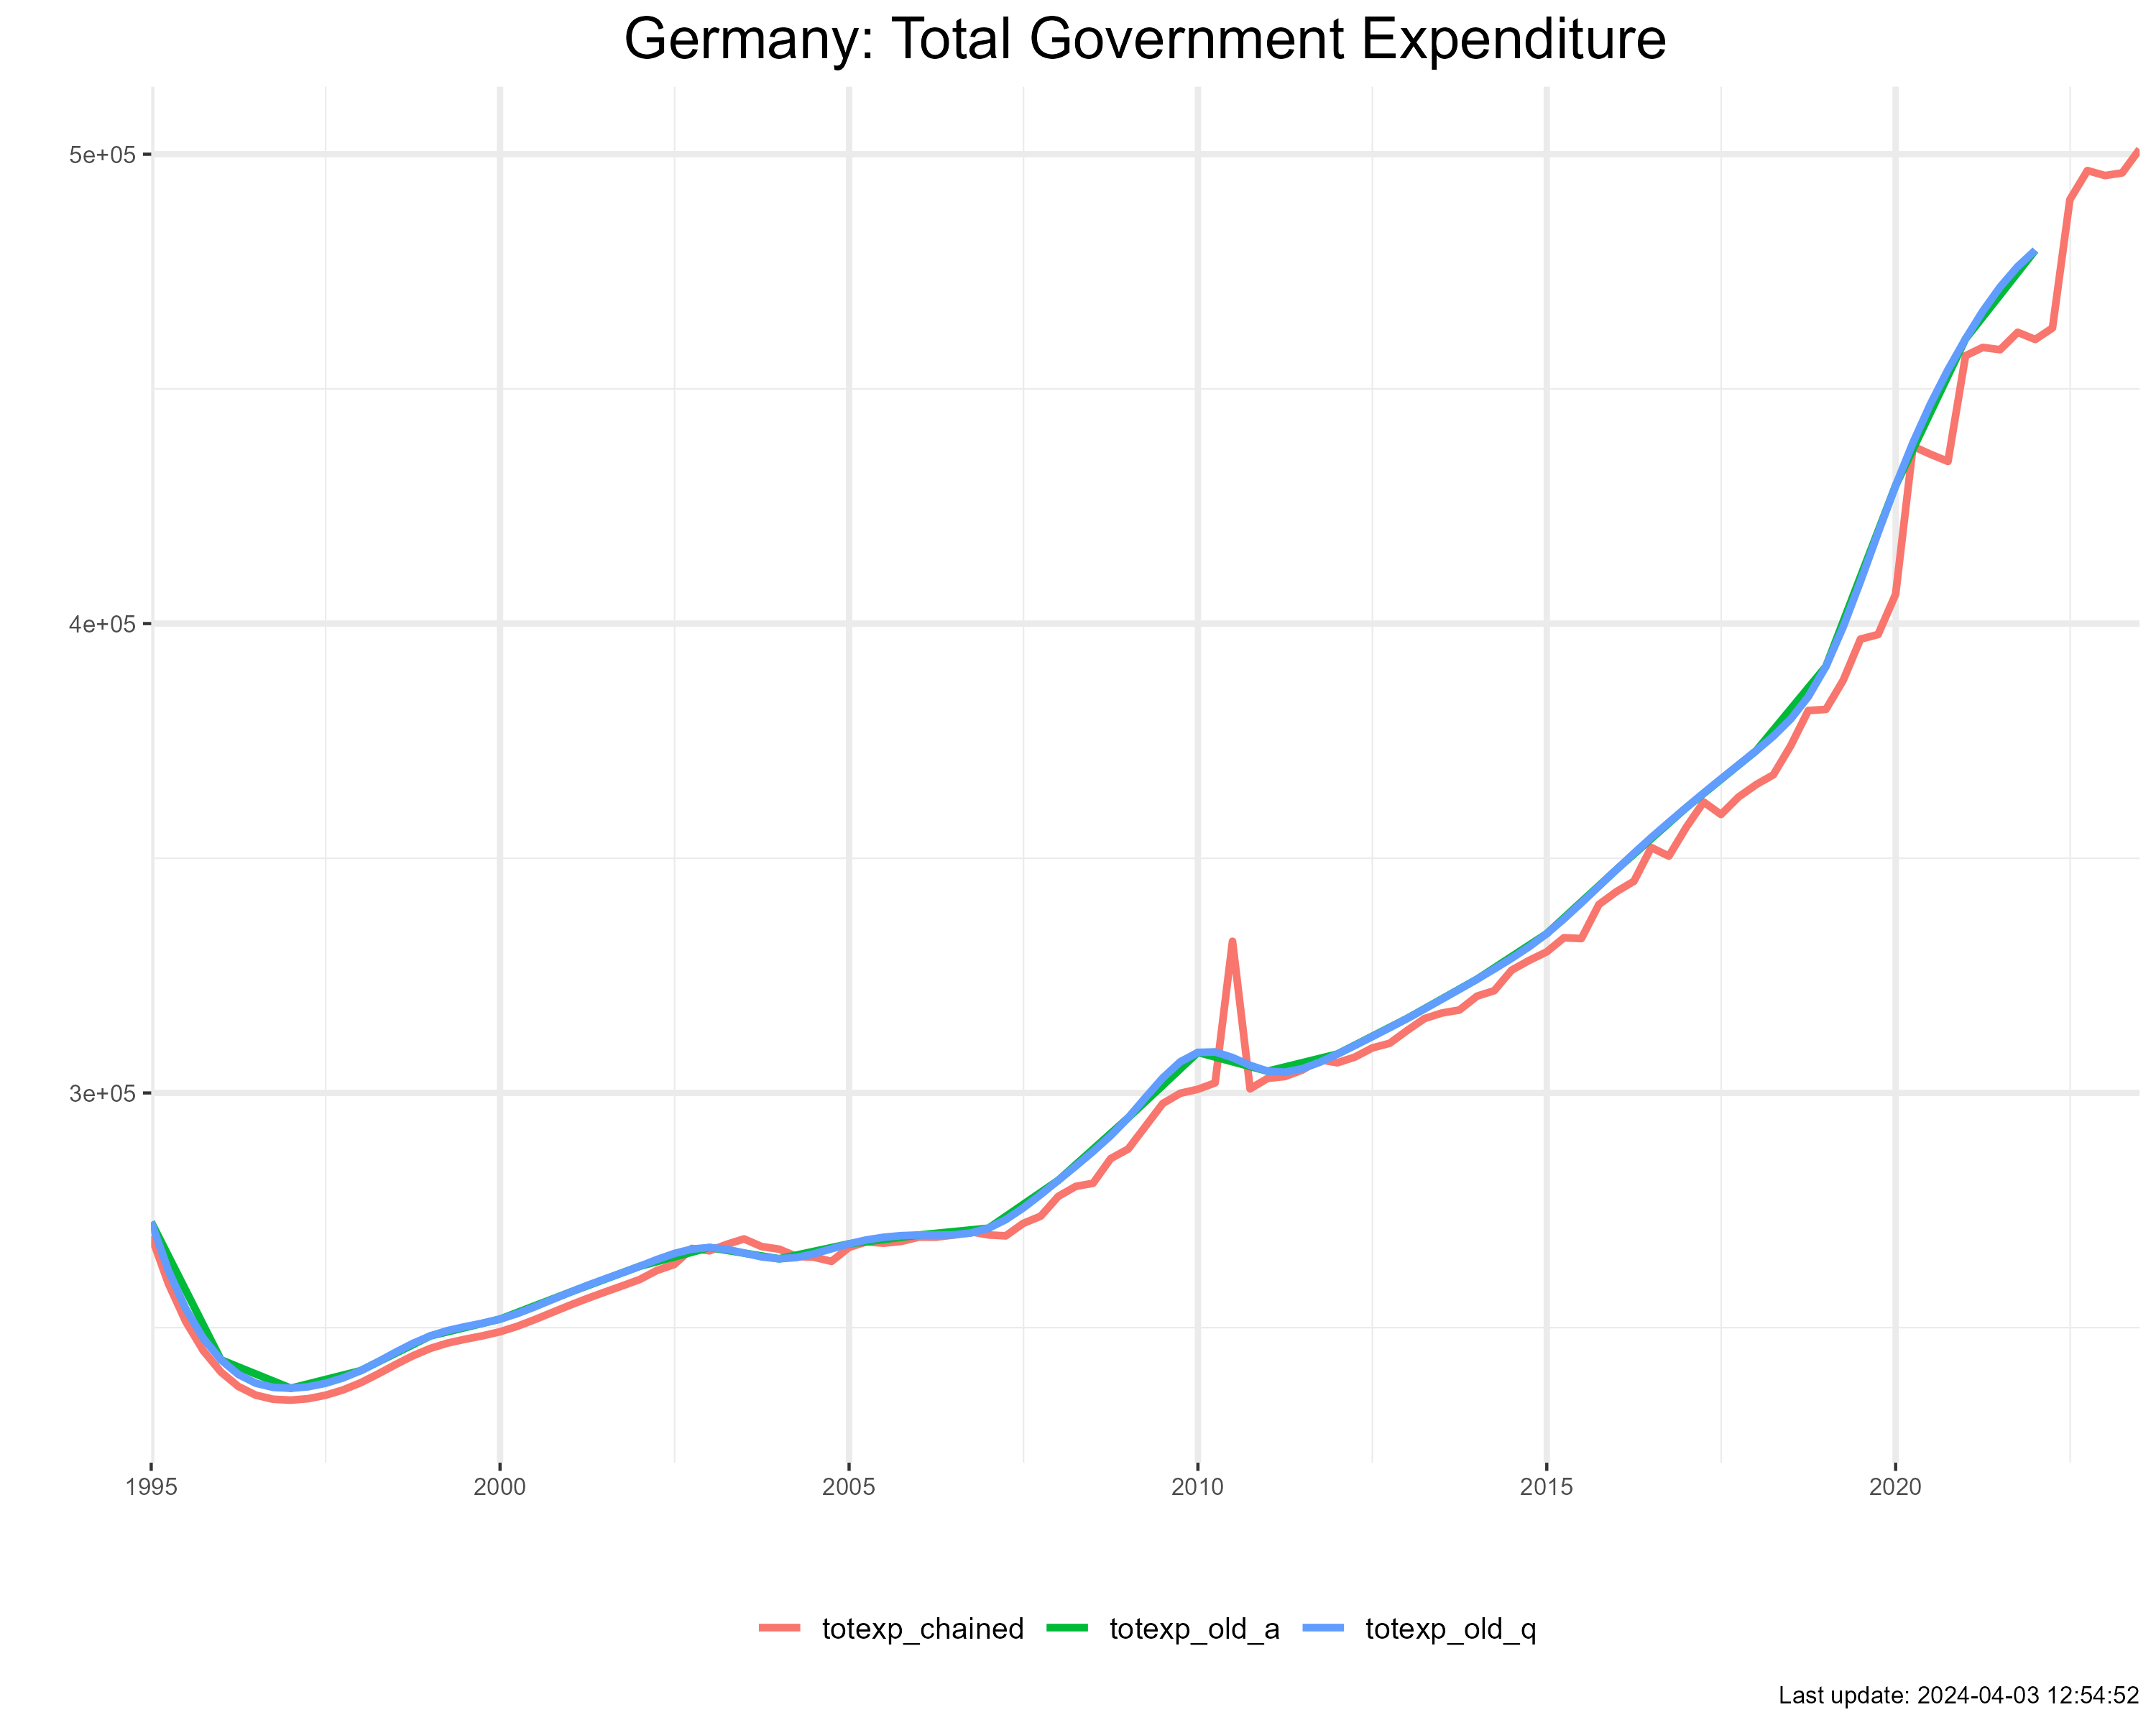 Germany: Total Government Expenditure
5e+05
4e+05
3e+05
1995 2000 2005 2010 2015 2020
totexp_chained totexp_old_a totexp_old_q
Last update: 2024-04-03 12:54:52